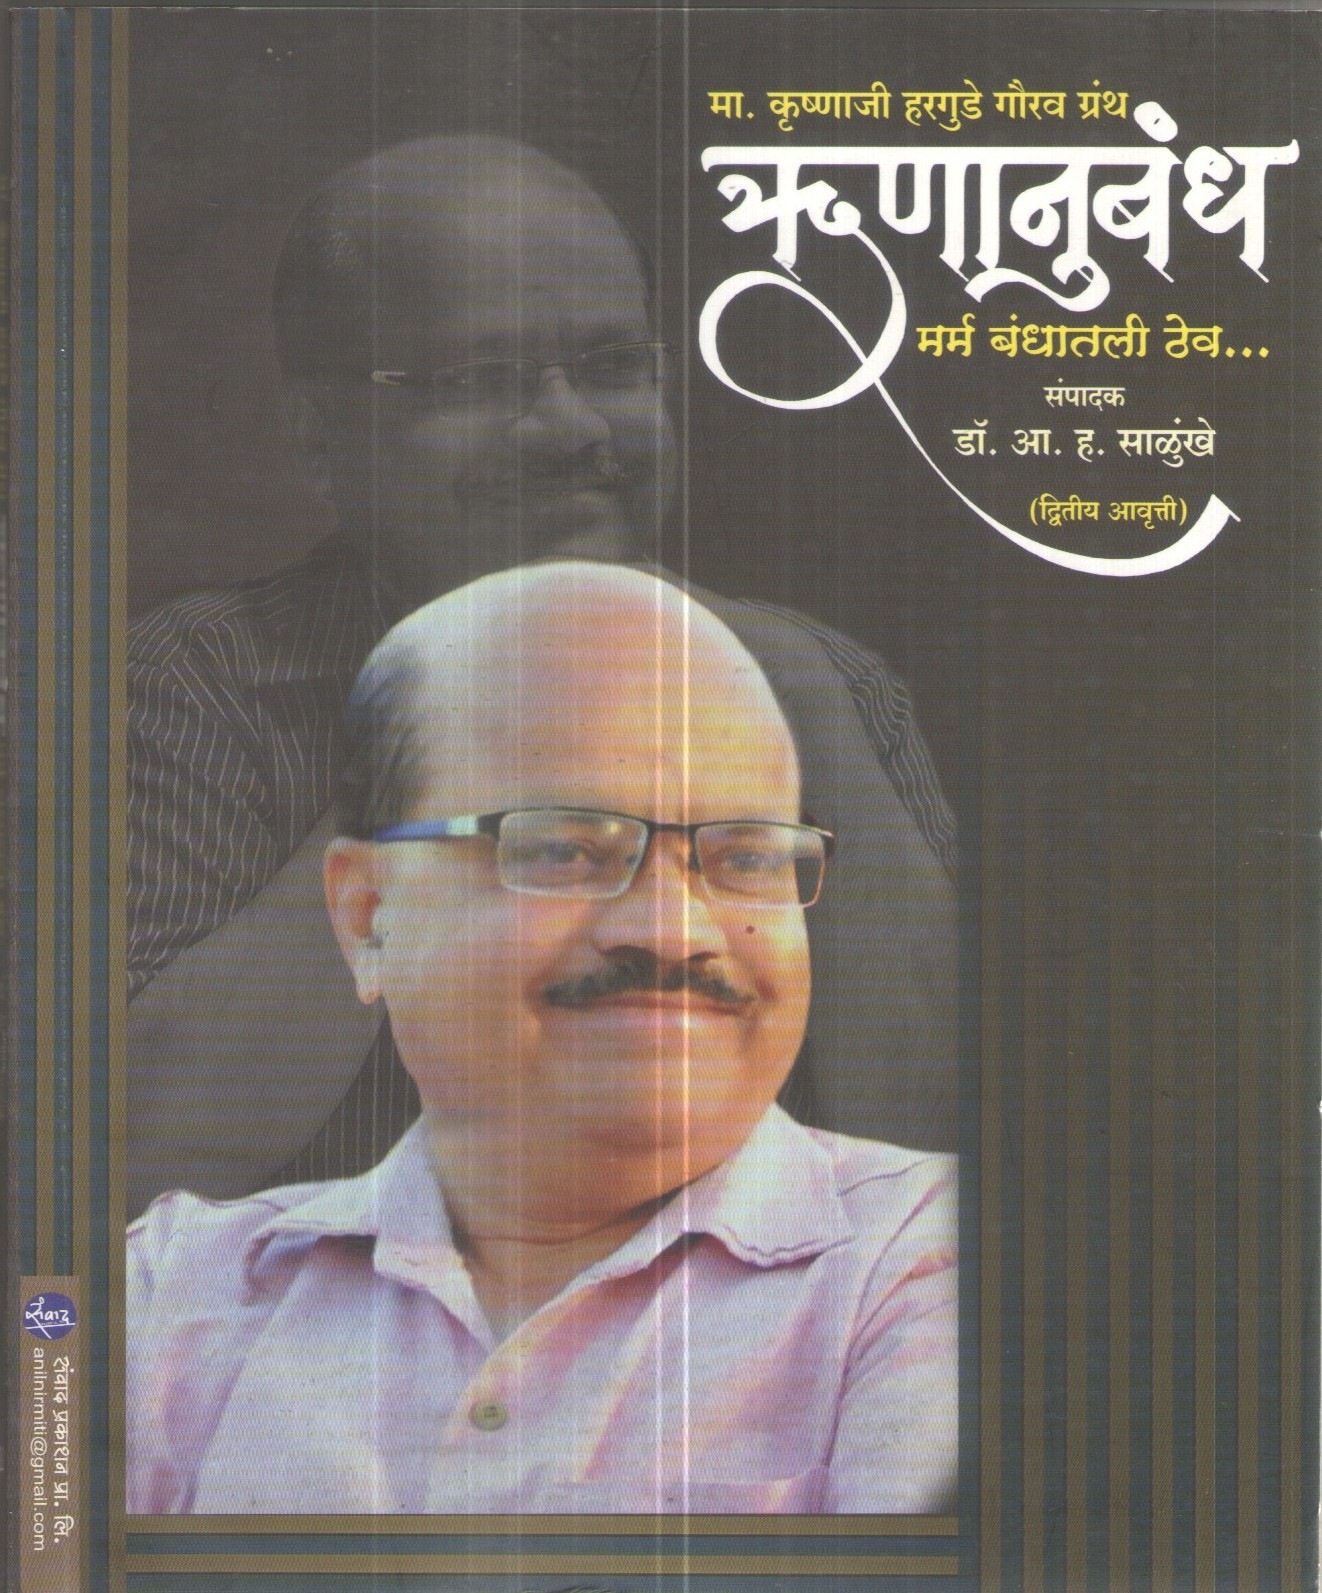 मा. कृष्णाजी हरगुडे गौरव ग्रंथ
ऋणानुबंध
मर्म बंधातली ठेव...
संपादक
डॉ. आ. ह. साळुंखे
(द्वितीय आवृत्ती)
संवाद
संवाद प्रकाशन प्रा. लि.
anilnirmiti@gmail.com